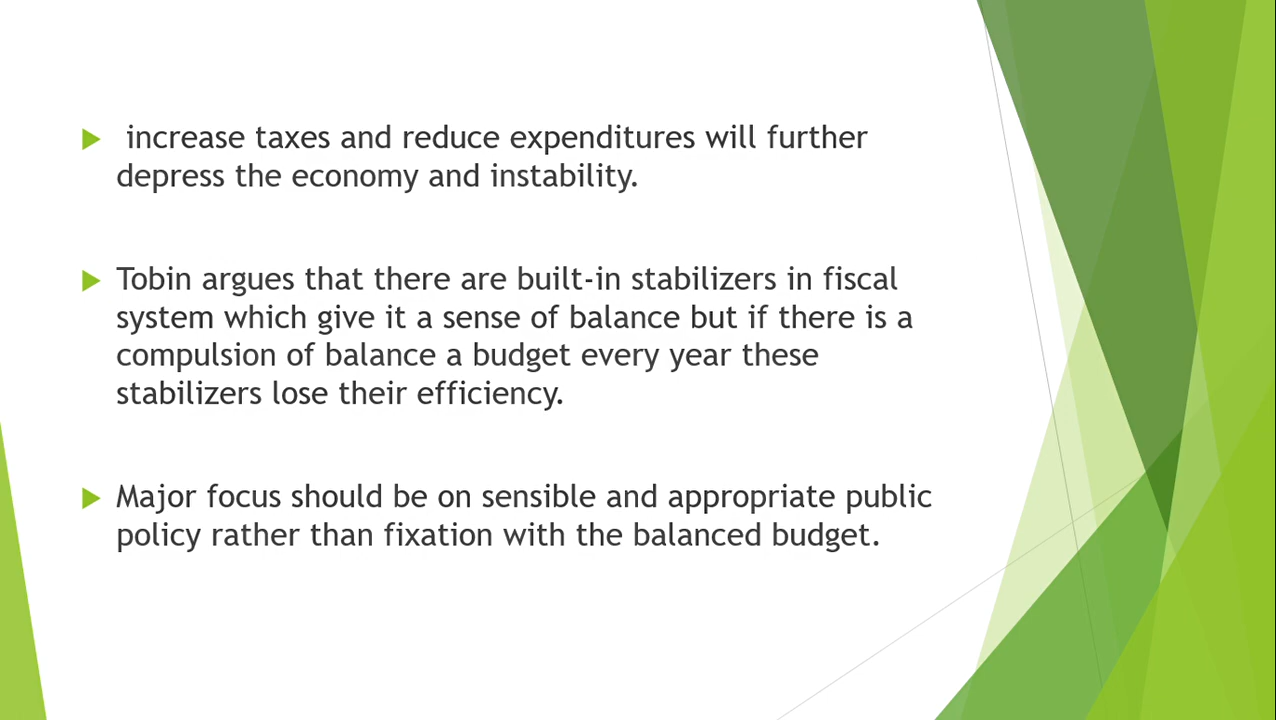 increase taxes and reduce expenditures will further
depress the economy and instability.
Tobin argues that there are built-in stabilizers in fiscal
system which give it a sense of balance but if there is a
compulsion of balance a budget every year these
stabilizers lose their efficiency.
Major focus should be on sensible and appropriate public
policy rather than fixation with the balanced budget.